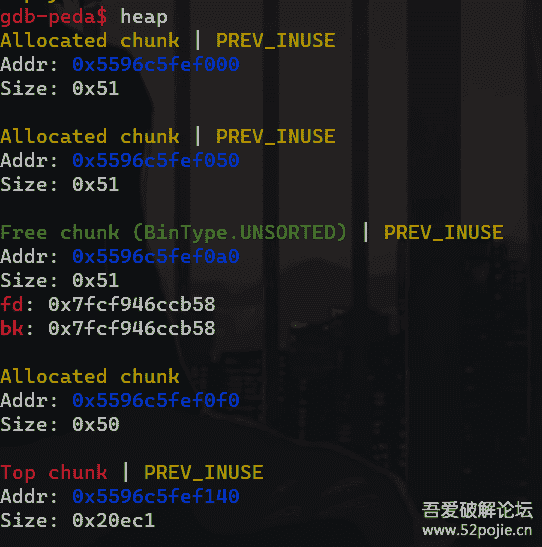 gdb-peda$ heap
Allocated chunk | PREV_INUSE
Addr: 0x5596c5fef000
Size: 0x51
Allocated chunk | PREV_INUSE
Addr: 0x5596c5fef050
Size: 0x51
Free chunk (BinType.UNSORTED) | PREV_INUSE
Addr: 0x5596c5fef0a0
Size: 0x51
fd: 0x7fcf946ccb58
bk: 0x7fcf946ccb58
Allocated chunk
Addr: 0x5596c5fef0f0
Size: 0x50
Top chunk | PREV_INUSE
Addr: 0x5596c5fef140
Size: 0x20ec1
吾爱破解论坛
www.52pojie.cn